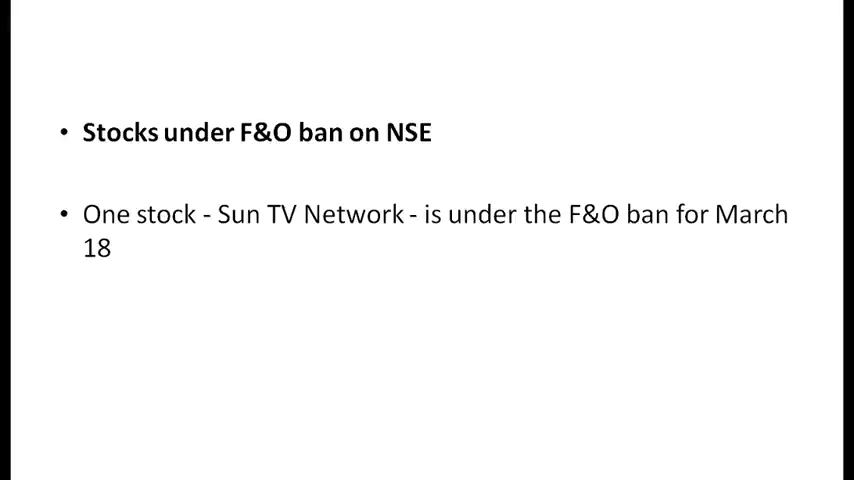 • Stocks under F&O ban on NSE
• One stock - Sun TV Network - is under the F&O ban for March
18